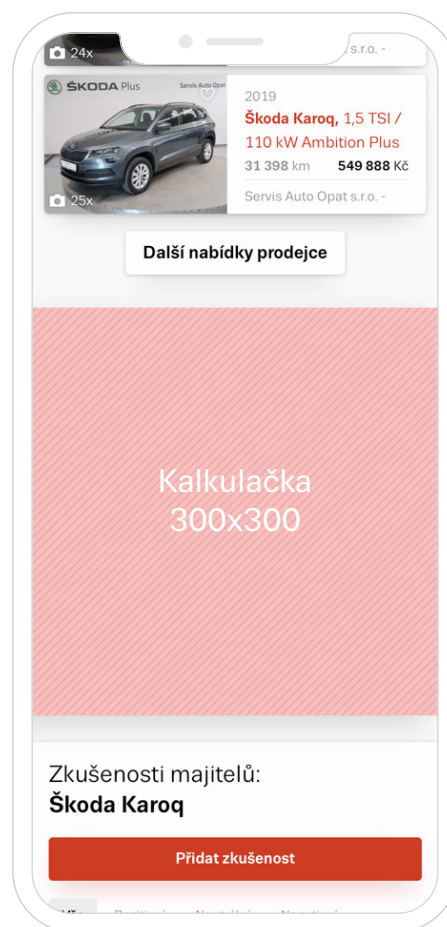 24x
s.r.o. -
ŠKODA Plus
Servis Auto Opat
25x
2019
Škoda Karoq, 1,5 TSI /
110 kW Ambition Plus
31 398 km 549 888 Kč
Servis Auto Opat s.r.o. -
Další nabídky prodejce
Kalkulačka
300x300
Zkušenosti majitelů:
Škoda Karoq
Přidat zkušenost